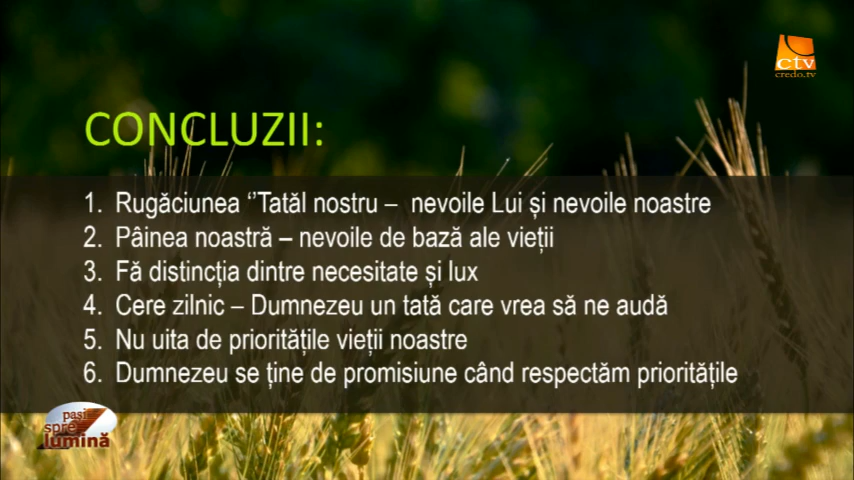 ctv
credo.tv
CONCLUZII:
1. Rugăciunea ‘’Tatăl nostru – nevoile Lui și nevoile noastre
2. Pâinea noastră – nevoile de bază ale vieții
3. Fă distincția dintre necesitate și lux
4. Cere zilnic – Dumnezeu un tată care vrea să ne audă
5. Nu uita de prioritățile vieții noastre
6. Dumnezeu se ține de promisiune când respectăm prioritățile
pași
spre
lumină